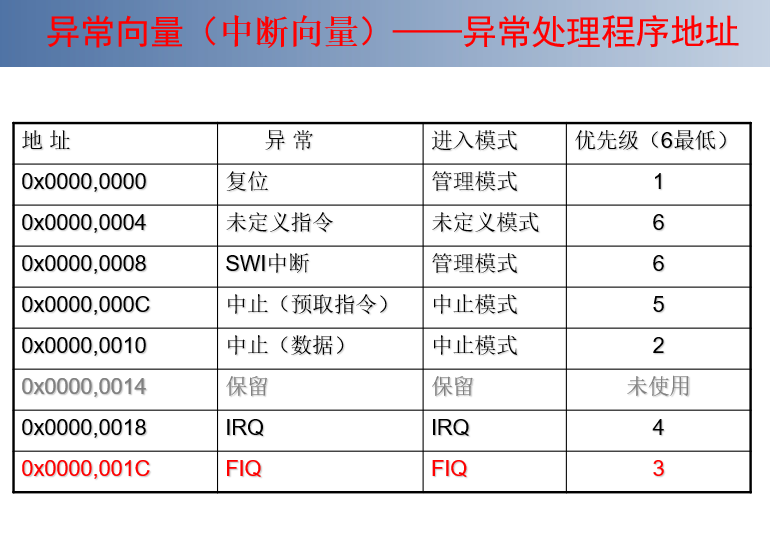 异常向量（中断向量）——异常处理程序地址
地 址 异 常 进入模式 优先级（6最低）
0x0000,0000 复位 管理模式 1
0x0000,0004 未定义指令 未定义模式 6
0x0000,0008 SWI中断 管理模式 6
0x0000,000C 中止（预取指令） 中止模式 5
0x0000,0010 中止（数据） 中止模式 2
0x0000,0014 保留 保留 未使用
0x0000,0018 IRQ IRQ 4
0x0000,001C FIQ FIQ 3